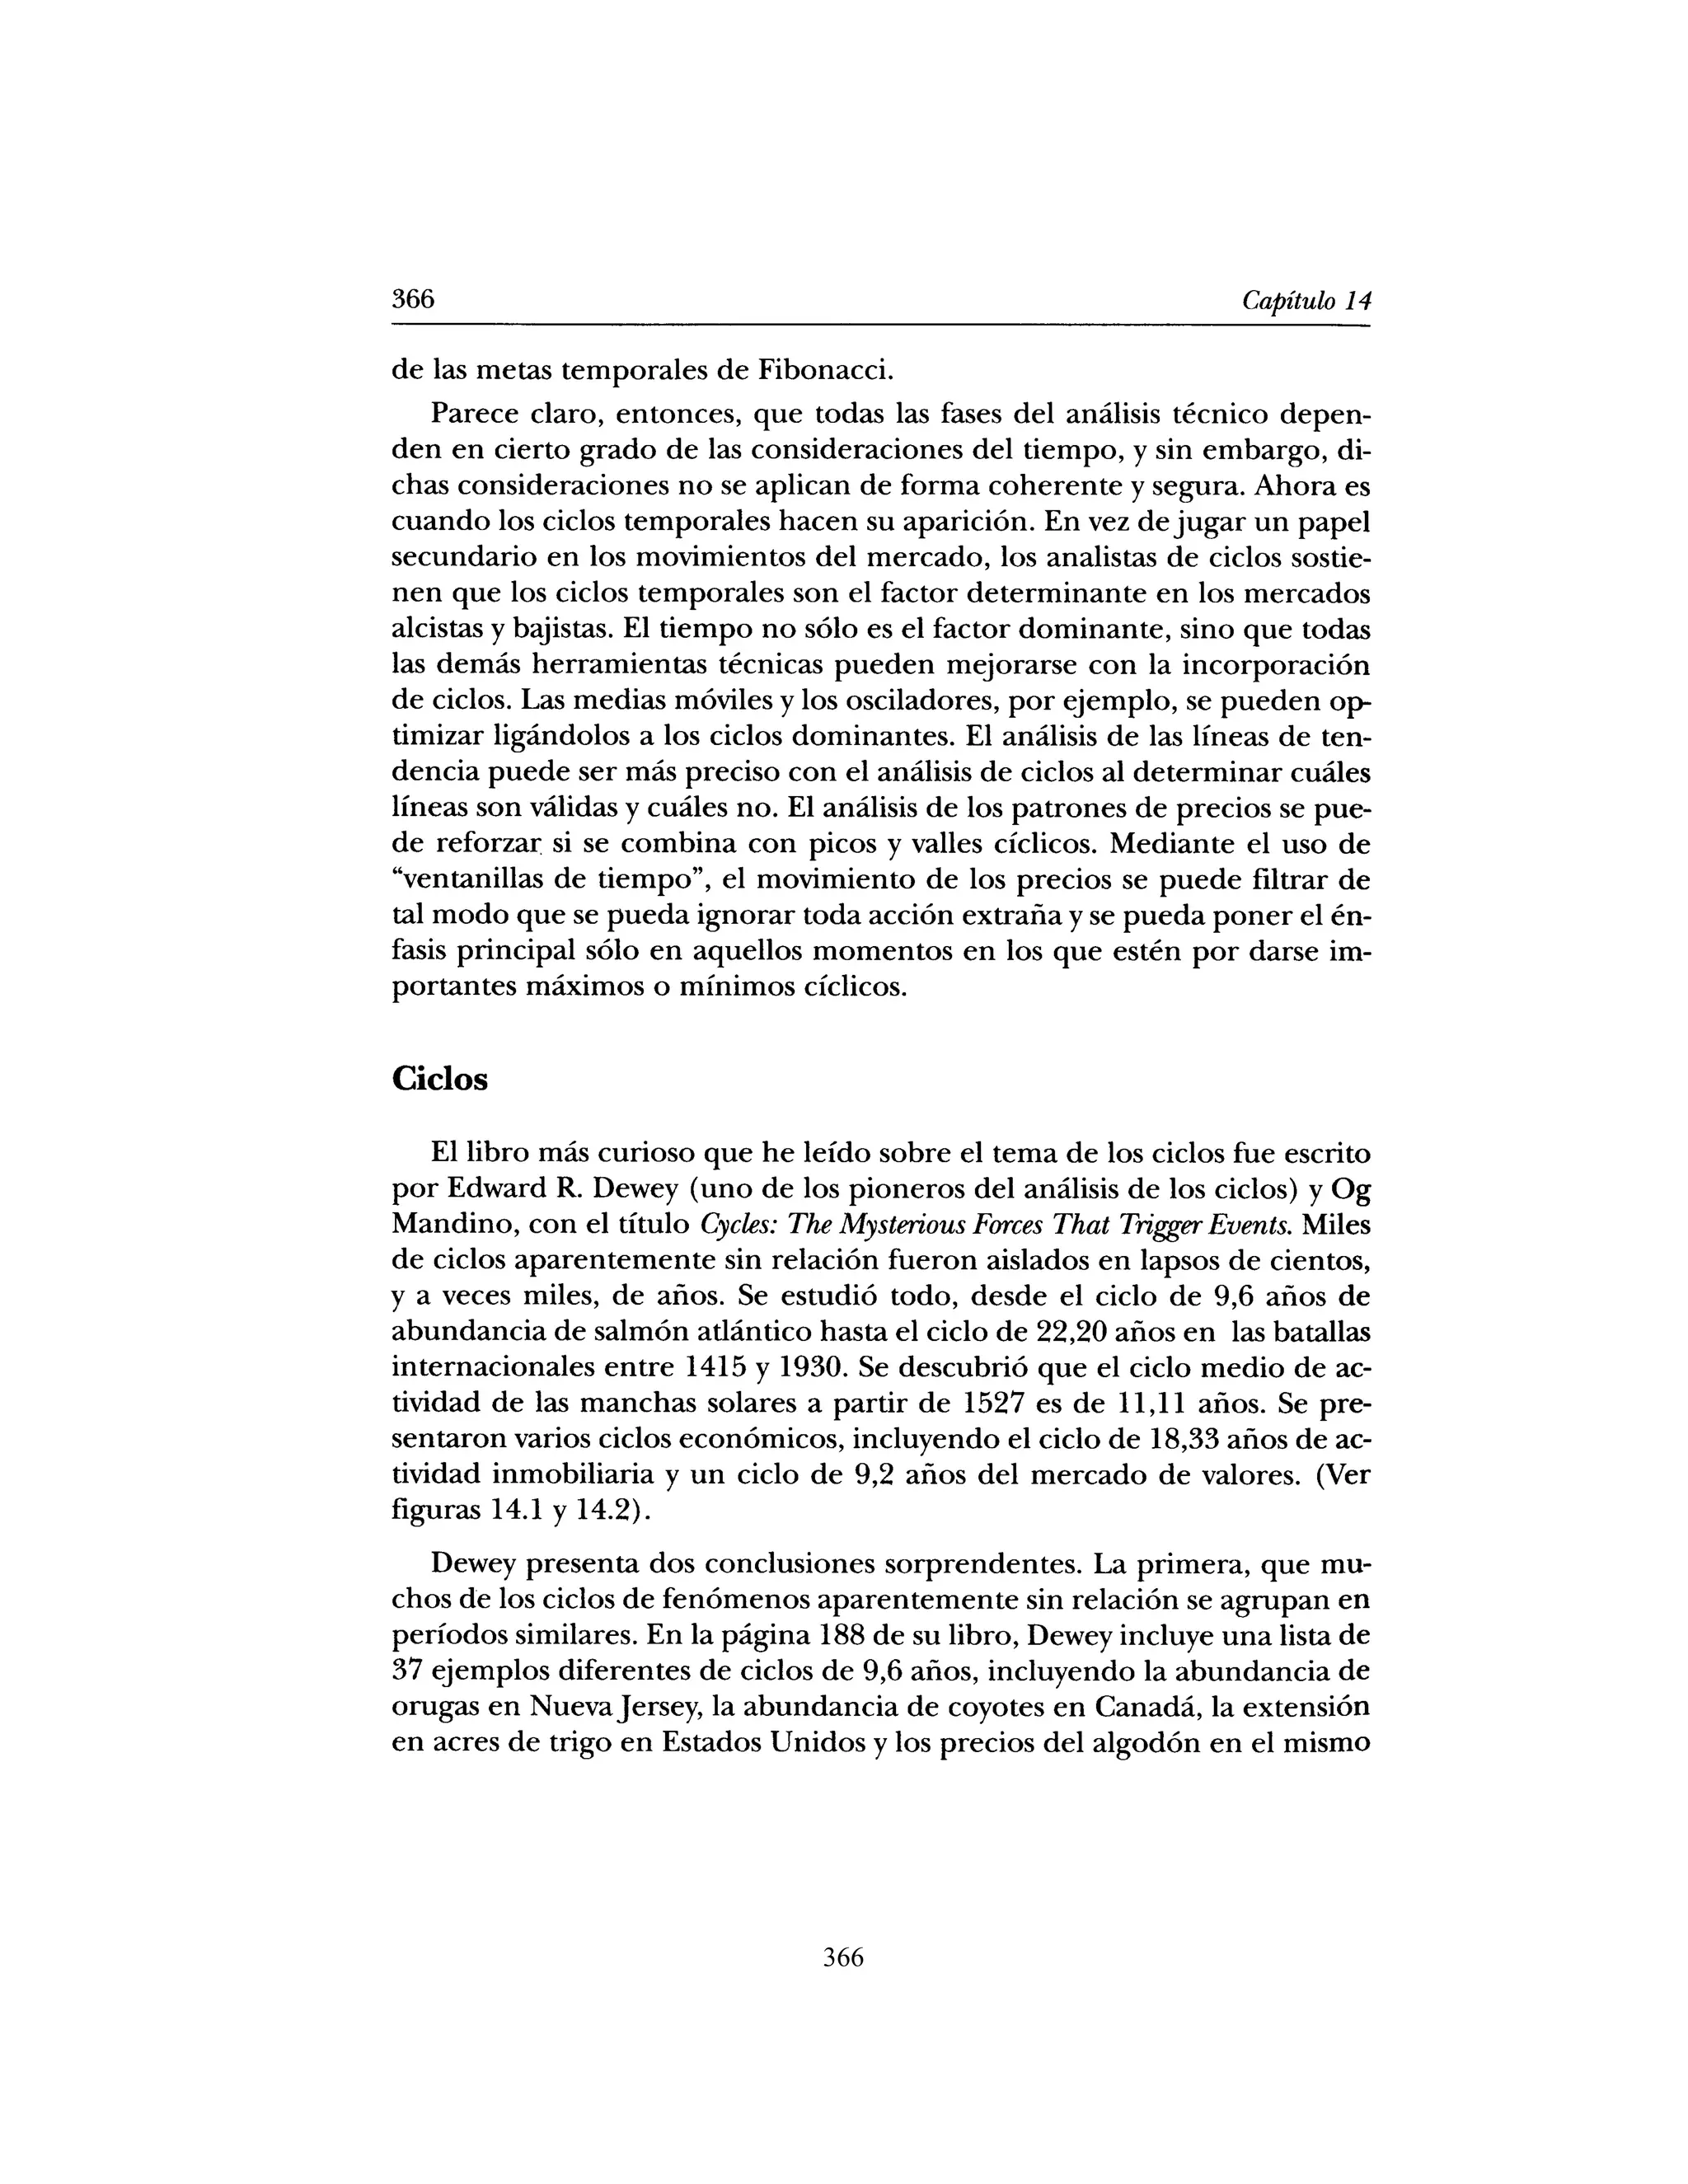 366 Capítulo 14
de las metas temporales de Fibonacci.
Parece claro, entonces, que todas las fases del análisis técnico depen-
den en cierto grado de las consideraciones del tiempo, y sin embargo, di-
chas consideraciones no se aplican de forma coherente y segura. Ahora es
cuando los ciclos temporales hacen su aparición. En vez de jugar un papel
secundario en los movimientos del mercado, los analistas de ciclos sostie-
nen que los ciclos temporales son el factor determinante en los mercados
alcistas y bajistas. El tiempo no sólo es el factor dominante, sino que todas
las demás herramientas técnicas pueden mejorarse con la incorporación
de ciclos. Las medias móviles y los osciladores, por ejemplo, se pueden op-
timizar ligándolos a los ciclos dominantes. El análisis de las líneas de ten-
dencia puede ser más preciso con el análisis de ciclos al determinar cuáles
líneas son válidas y cuáles no. El análisis de los patrones de precios se pue-
de reforzar si se combina con picos y valles cíclicos. Mediante el uso de
“ventanillas de tiempo”, el movimiento de los precios se puede filtrar de
tal modo que se pueda ignorar toda acción extraña y se pueda poner el én-
fasis principal sólo en aquellos momentos en los que estén por darse im-
portantes máximos o mínimos cíclicos.
Ciclos
El libro más curioso que he leído sobre el tema de los ciclos fue escrito
por Edward R. Dewey (uno de los pioneros del análisis de los ciclos) y Og
Mandino, con el título Cycles: The Mysterious Forces That Trigger Events. Miles
de ciclos aparentemente sin relación fueron aislados en lapsos de cientos,
y a veces miles, de años. Se estudió todo, desde el ciclo de 9,6 años de
abundancia de salmón atlántico hasta el ciclo de 22,20 años en las batallas
internacionales entre 1415 y 1930. Se descubrió que el ciclo medio de ac-
tividad de las manchas solares a partir de 1527 es de 11,11 años. Se pre-
sentaron varios ciclos económicos, incluyendo el ciclo de 18,33 años de ac-
tividad inmobiliaria y un ciclo de 9,2 años del mercado de valores. (Ver
figuras 14.1 y 14.2).
Dewey presenta dos conclusiones sorprendentes. La primera, que mu-
chos de los ciclos de fenómenos aparentemente sin relación se agrupan en
períodos similares. En la página 188 de su libro, Dewey incluye una lista de
37 ejemplos diferentes de ciclos de 9,6 años, incluyendo la abundancia de
orugas en Nueva Jersey, la abundancia de coyotes en Canadá, la extensión
en acres de trigo en Estados Unidos y los precios del algodón en el mismo
366